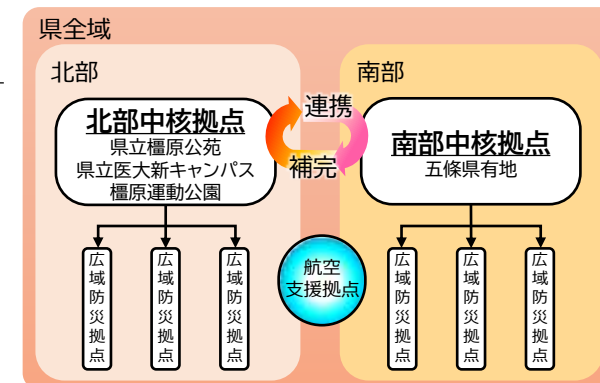 県全域
北部
北部中核拠点
県立橿原公苑
県立医大新キャンパス
橿原運動公園
広域防災拠点
広域防災拠点
広域防災拠点
連携
補完
航空
支援拠点
南部
南部中核拠点
五條県有地
広域防災拠点
広域防災拠点
広域防災拠点